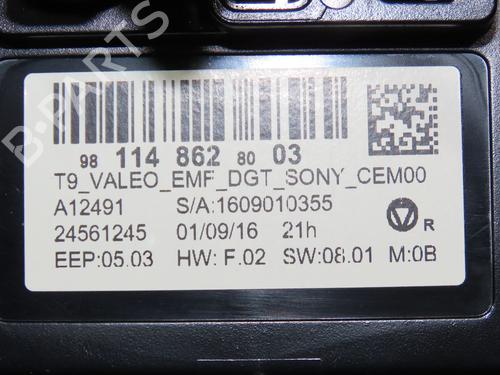 B-PARTS
98 114 862 80 03
T9_VALEO_EMF_DGT_SONY_CEM00
A12491 S/A:1609010355
24561245 01/09/16 21h
R
EEP:05.03 HW: F.02 SW:08.01 M:0B